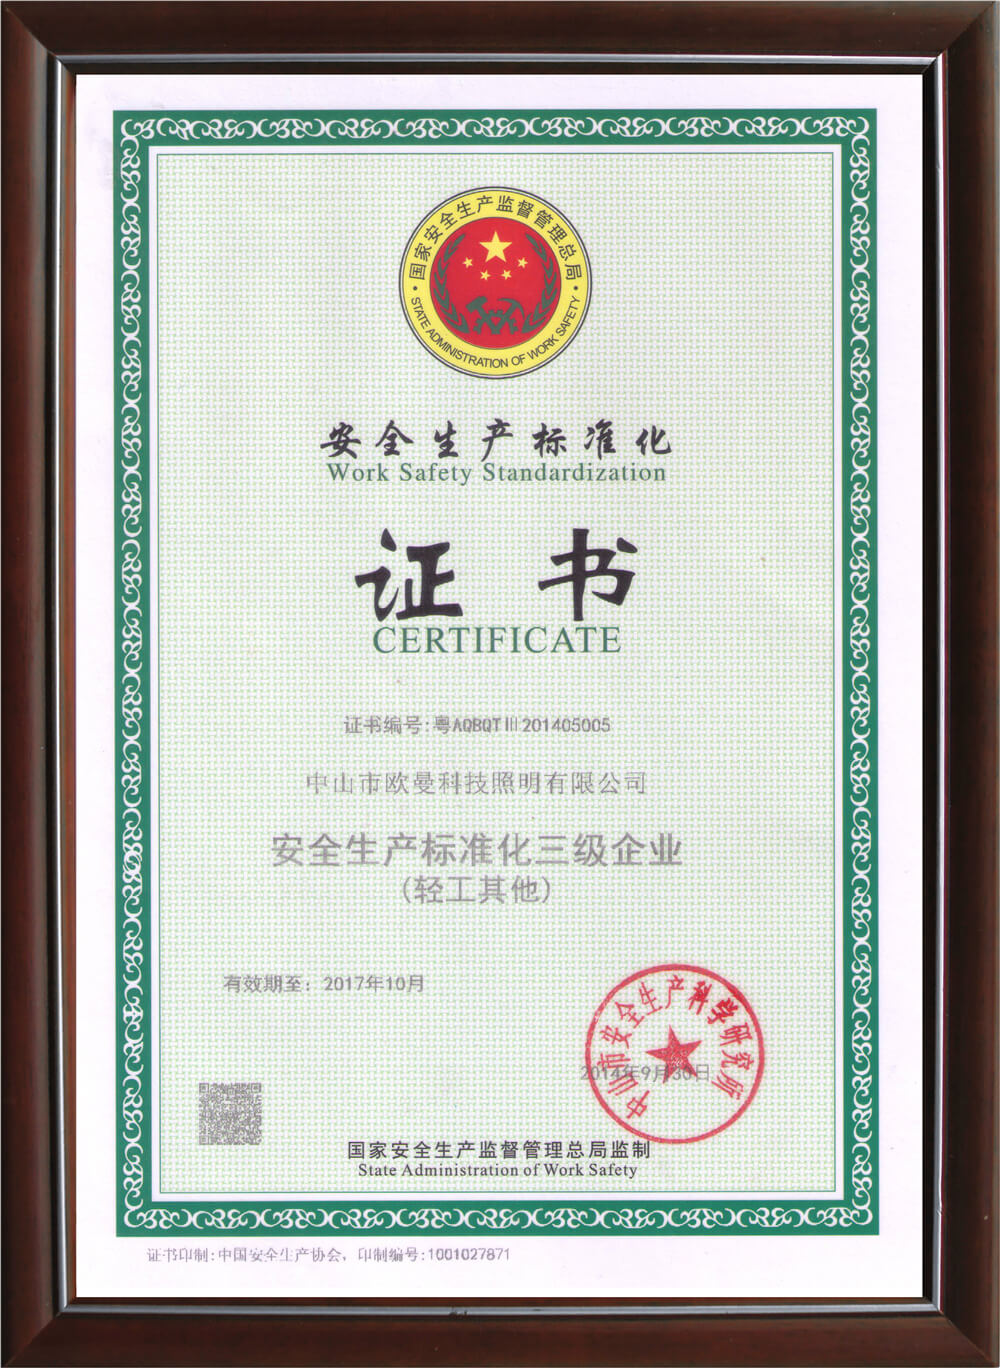 国家安全生产监督管理总局
STATE ADMINISTRATION OF WORK SAFETY
安全生产标准化
Work Safety Standardization
证书
CERTIFICATE
证书编号:粤AQBQTⅢ201405005
中山市欧曼科技照明有限公司
安全生产标准化三级企业
(轻工其他)
有效期至：2017年10月
中山市安全生产科学研究所
2014年9月30日
国家安全生产监督管理总局监制
State Administration of Work Safety
证书印制:中国安全生产协会，印制编号:1001027871